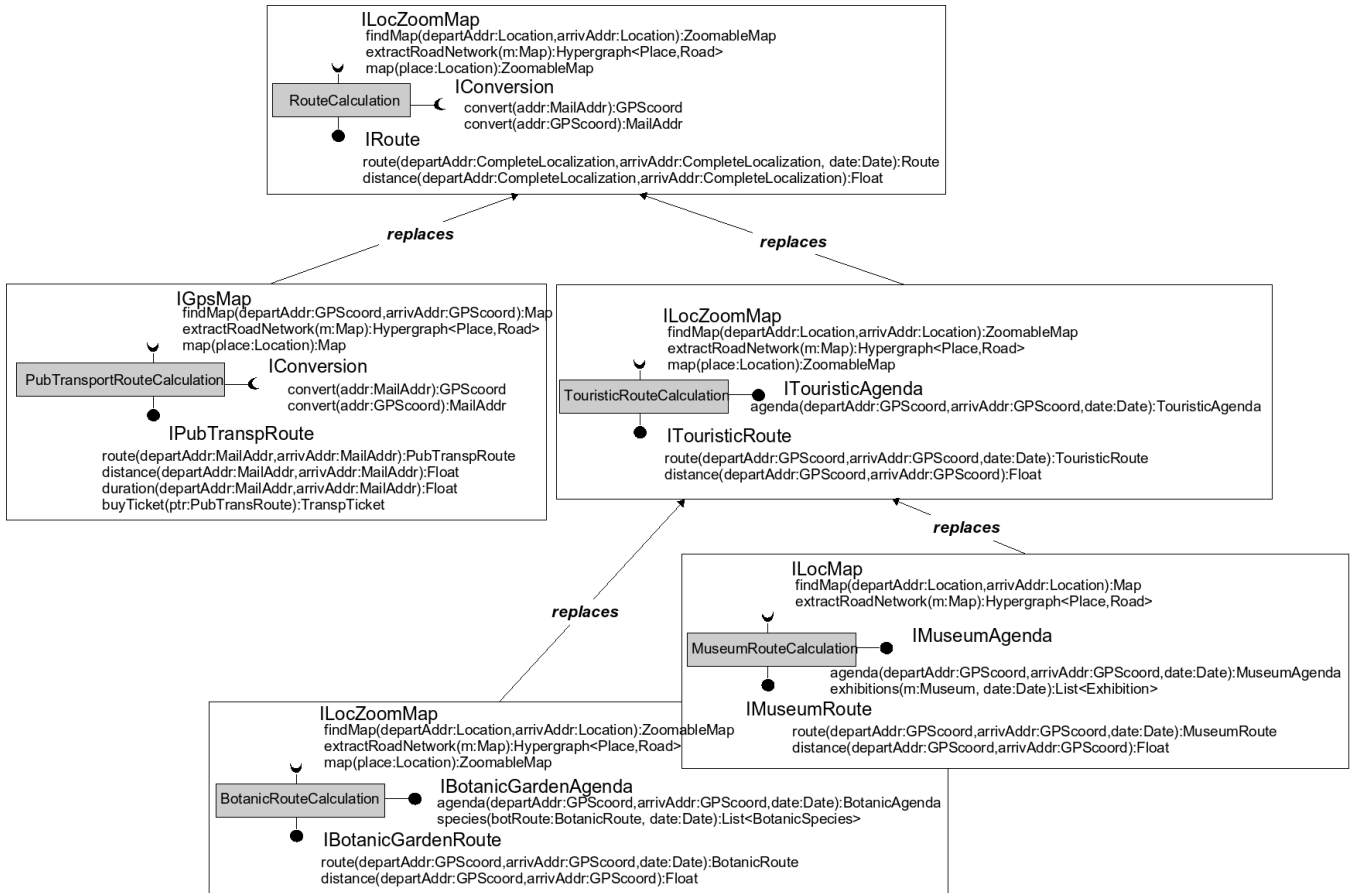 ILocZoomMap
findMap(departAddr:Location,arrivAddr:Location):ZoomableMap
extractRoadNetwork(m:Map):Hypergraph<Place,Road>
map(place:Location):ZoomableMap
RouteCalculation
IConversion
convert(addr:MailAddr):GPScoord
convert(addr:GPScoord):MailAddr
IRoute
route(departAddr:CompleteLocalization,arrivAddr:CompleteLocalization, date:Date):Route
distance(departAddr:CompleteLocalization,arrivAddr:CompleteLocalization):Float
replaces
replaces
IGpsMap
findMap(departAddr:GPScoord,arrivAddr:GPScoord):Map
extractRoadNetwork(m:Map):Hypergraph<Place,Road>
map(place:Location):Map
PubTransportRouteCalculation
IConversion
convert(addr:MailAddr):GPScoord
convert(addr:GPScoord):MailAddr
IPubTranspRoute
route(departAddr:MailAddr,arrivAddr:MailAddr):PubTranspRoute
distance(departAddr:MailAddr,arrivAddr:MailAddr):Float
duration(departAddr:MailAddr,arrivAddr:MailAddr):Float
buyTicket(ptr:PubTransRoute):TranspTicket
ILocZoomMap
findMap(departAddr:Location,arrivAddr:Location):ZoomableMap
extractRoadNetwork(m:Map):Hypergraph<Place,Road>
map(place:Location):ZoomableMap
TouristicRouteCalculation
ITouristicAgenda
agenda(departAddr:GPScoord,arrivAddr:GPScoord,date:Date):TouristicAgenda
ITouristicRoute
route(departAddr:GPScoord,arrivAddr:GPScoord,date:Date):TouristicRoute
distance(departAddr:GPScoord,arrivAddr:GPScoord):Float
replaces
replaces
ILocMap
findMap(departAddr:Location,arrivAddr:Location):Map
extractRoadNetwork(m:Map):Hypergraph<Place,Road>
MuseumRouteCalculation
IMuseumAgenda
agenda(departAddr:GPScoord,arrivAddr:GPScoord,date:Date):MuseumAgenda
exhibitions(m:Museum, date:Date):List<Exhibition>
IMuseumRoute
route(departAddr:GPScoord,arrivAddr:GPScoord,date:Date):MuseumRoute
distance(departAddr:GPScoord,arrivAddr:GPScoord):Float
ILocZoomMap
findMap(departAddr:Location,arrivAddr:Location):ZoomableMap
extractRoadNetwork(m:Map):Hypergraph<Place,Road>
map(place:Location):ZoomableMap
BotanicRouteCalculation
IBotanicGardenAgenda
agenda(departAddr:GPScoord,arrivAddr:GPScoord,date:Date):BotanicAgenda
species(botRoute:BotanicRoute, date:Date):List<BotanicSpecies>
IBotanicGardenRoute
route(departAddr:GPScoord,arrivAddr:GPScoord,date:Date):BotanicRoute
distance(departAddr:GPScoord,arrivAddr:GPScoord):Float